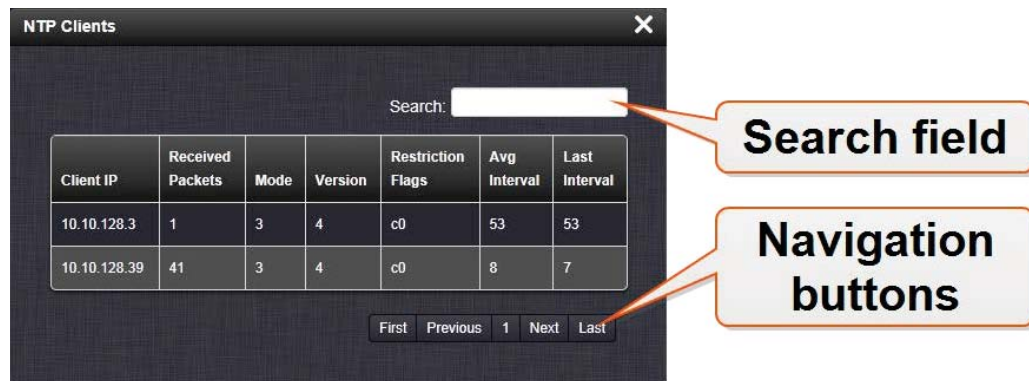 NTP Clients
Search:
Search field
Client IP Received Packets Mode Version Restriction Flags Avg Interval Last Interval
10.10.128.3 1 3 4 c0 53 53
10.10.128.39 41 3 4 c0 8 7
Navigation
buttons
First Previous 1 Next Last